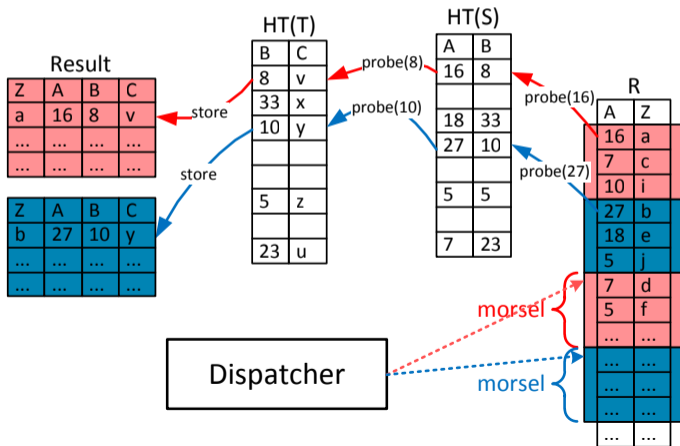 Result
Z A B C
a 16 8 v
... ... ... ...
... ... ... ...
Z A B C
b 27 10 y
... ... ... ...
... ... ... ...
store
store
HT(T)
B C
8 v
33 x
10 y
5 z
23 u
probe(8)
probe(10)
HT(S)
A B
16 8
18 33
27 10
5 5
7 23
probe(16)
probe(27)
R
A Z
16 a
7 c
10 i
27 b
18 e
5 j
7 d
5 f
... ...
... ...
... ...
... ...
... ...
morsel
morsel
Dispatcher